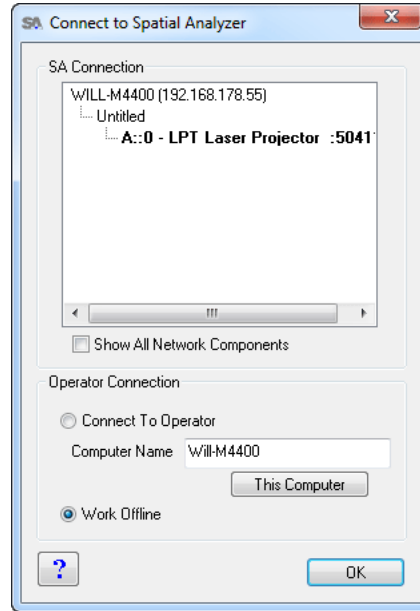 SA Connect to Spatial Analyzer
SA Connection
WILL-M4400 (192.168.178.55)
Untitled
A::0 - LPT Laser Projector :5041
Show All Network Components
Operator Connection
Connect To Operator
Computer Name Will-M4400
This Computer
Work Offline
? OK